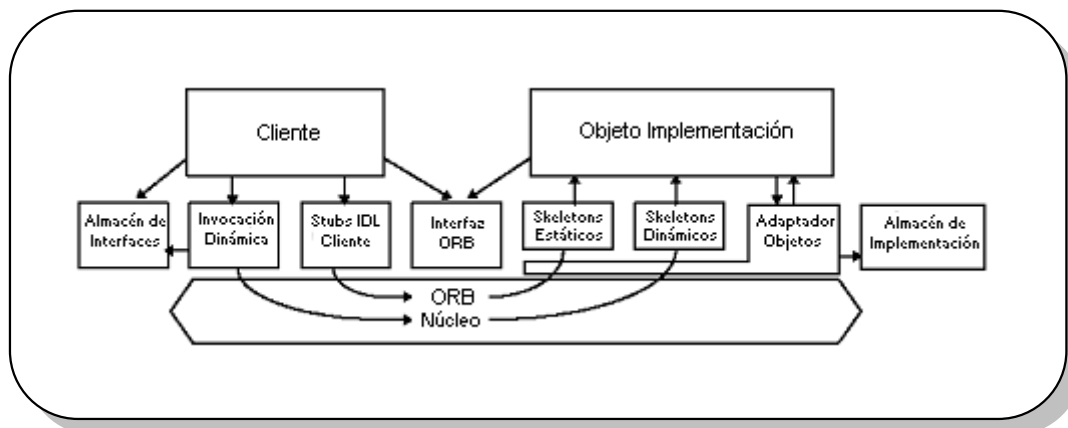 Cliente
Objeto Implementación
Almacén de
Interfaces
Invocación
Dinámica
Stubs IDL
Cliente
Interfaz
ORB
Skeletons
Estáticos
Skeletons
Dinámicos
Adaptador
Objetos
Almacén de
Implementación
ORB
Núcleo